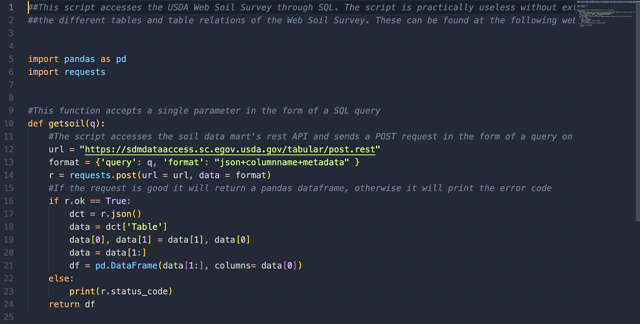 1 ##This script accesses the USDA Web Soil Survey through SQL. The script is practically useless without
2 ##the different tables and table relations of the Web Soil Survey. These can be found at the following
3
4
5 import pandas as pd
6 import requests
7
8
9 #This function accepts a single parameter in the form of a SQL query
10 def getsoil(q):
11 #The script accesses the soil data mart's rest API and sends a POST request in the form of a query on
12 url = "https://sdmdataaccess.sc.egov.usda.gov/tabular/post.rest"
13 format = {'query': q, 'format': "json+columnname+metadata" }
14 r = requests.post(url = url, data = format)
15 #If the request is good it will return a pandas dataframe, otherwise it will print the error code
16 if r.ok == True:
17 dct = r.json()
18 data = dct['Table']
19 data[0], data[1] = data[1], data[0]
20 data = data[1:]
21 df = pd.DataFrame(data[1:], columns= data[0])
22 else:
23 print(r.status_code)
24 return df
25